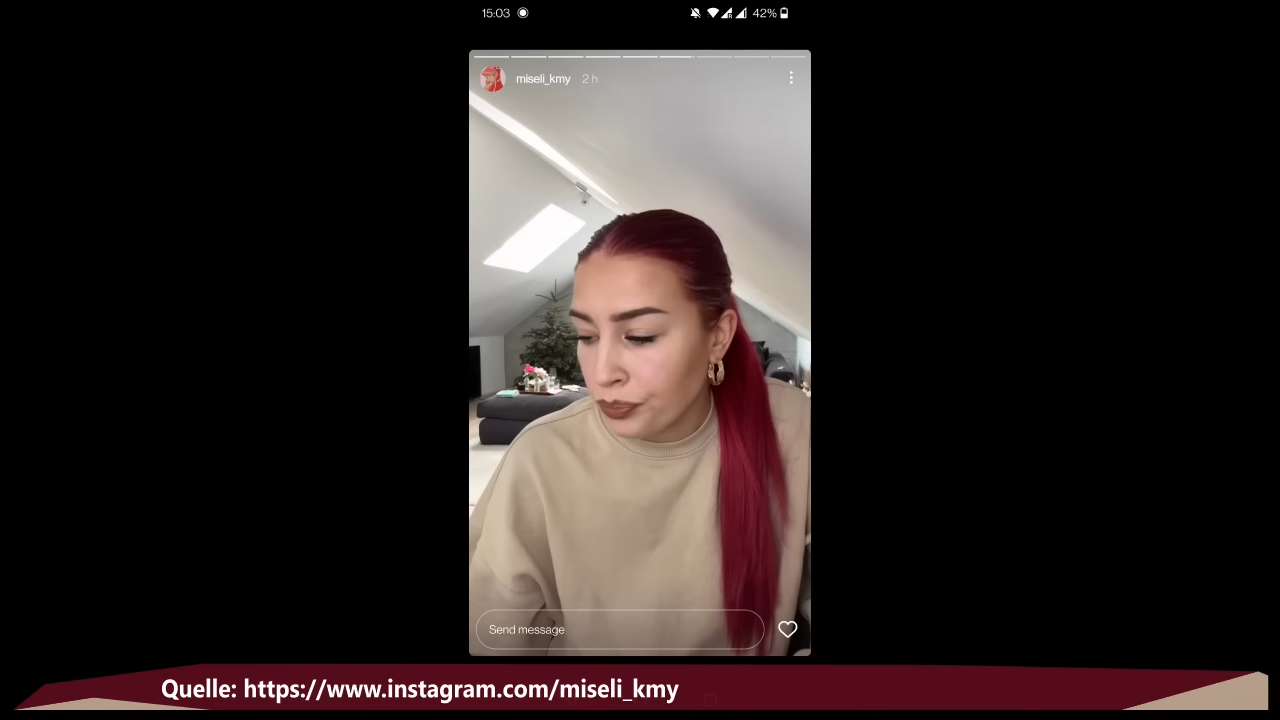 15:03
42%
miseli_kmy 2 h
Send message
Quelle: https://www.instagram.com/miseli_kmy